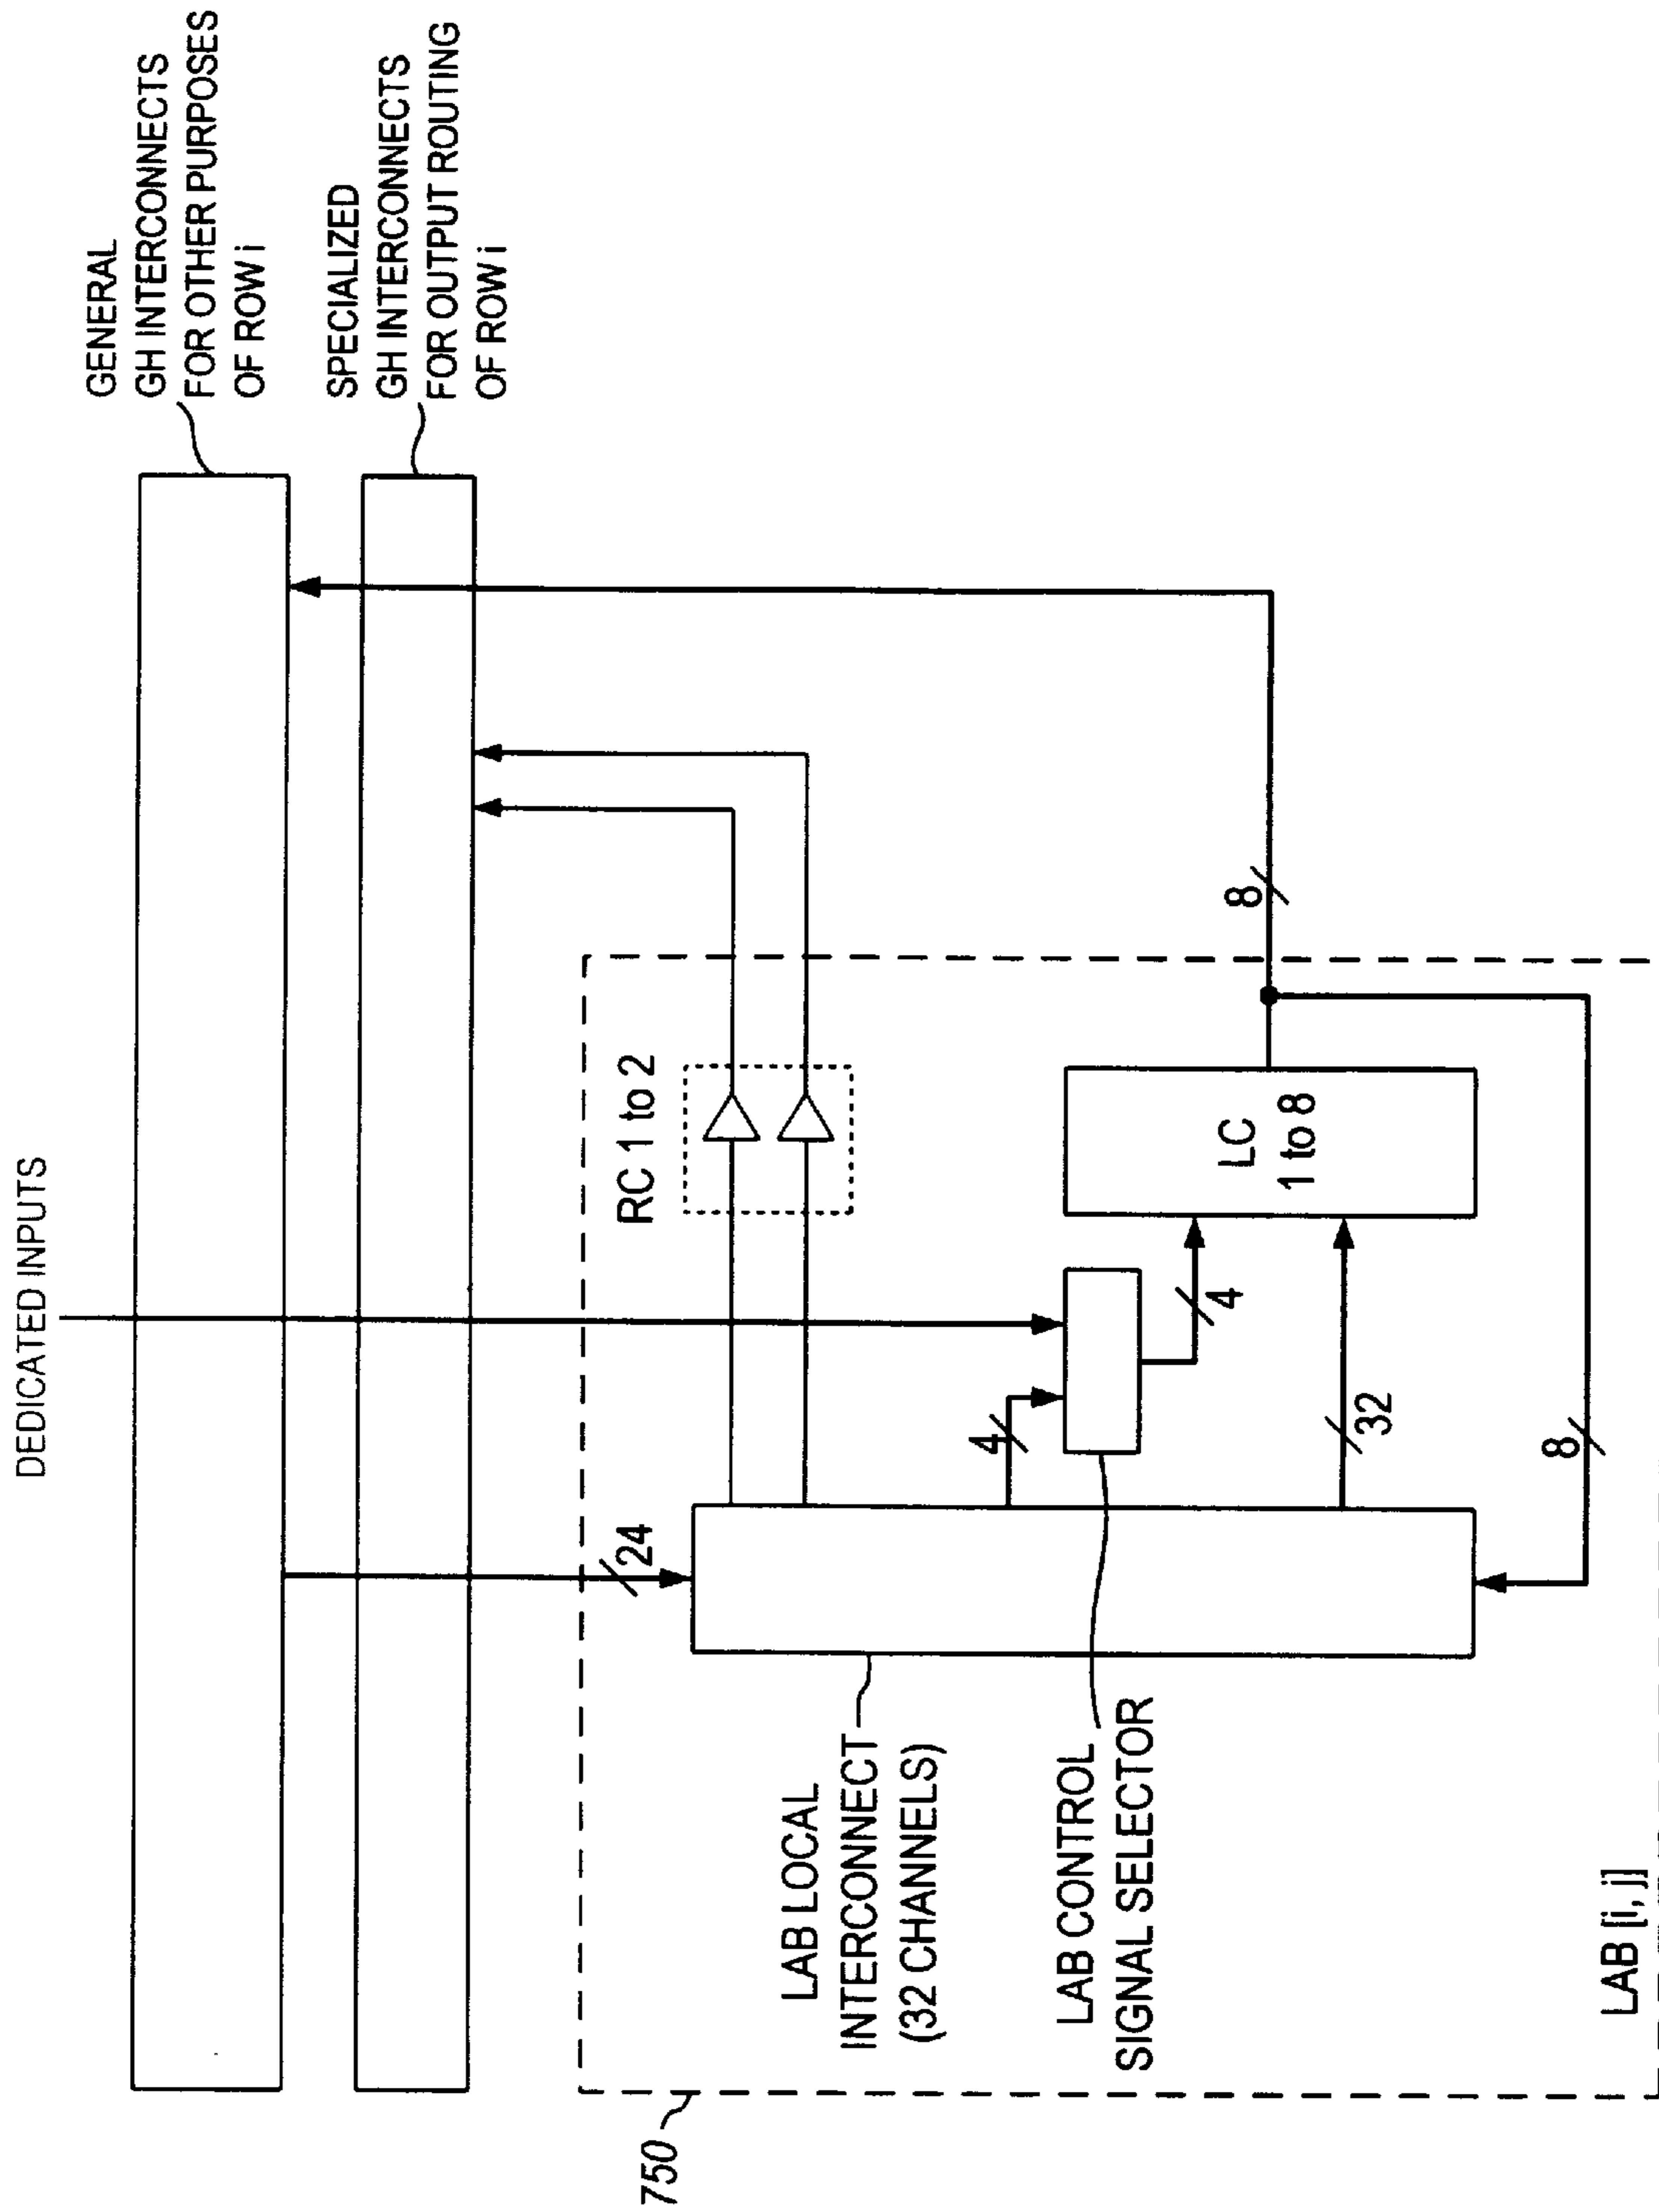 DEDICATED INPUTS
GENERAL
GH INTERCONNECTS
FOR OTHER PURPOSES
OF ROW i
SPECIALIZED
GH INTERCONNECTS
FOR OUTPUT ROUTING
OF ROW i
750
24
RC 1 to 2
8
LAB LOCAL
INTERCONNECT
(32 CHANNELS)
4
4
LC
1 to 8
LAB CONTROL
SIGNAL SELECTOR
32
8
LAB [i, j]